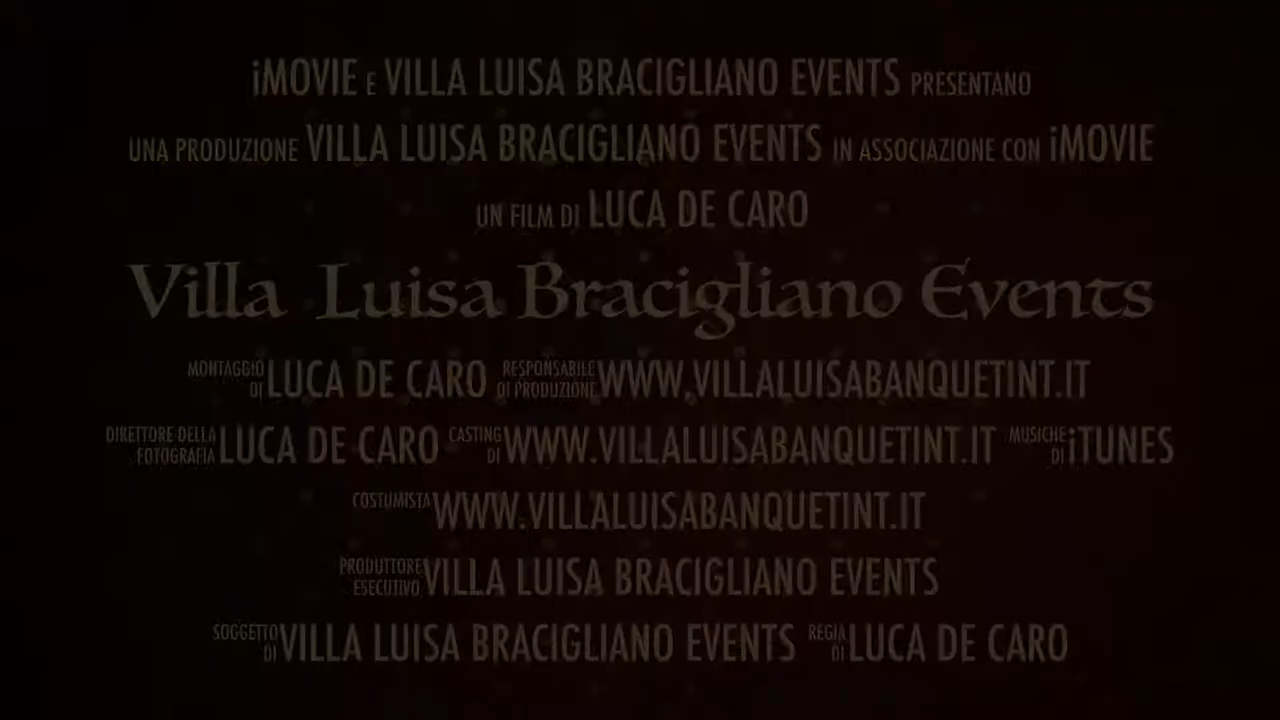 iMOVIE E VILLA LUISA BRACIGLIANO EVENTS PRESENTANO
UNA PRODUZIONE VILLA LUISA BRACIGLIANO EVENTS IN ASSOCIAZIONE CON iMOVIE
UN FILM DI LUCA DE CARO
Villa Luisa Bracigliano Events
MONTAGGIO DI LUCA DE CARO RESPONSABILE DI PRODUZIONE WWW,VILLALUISABANQUETINT.IT
DIRETTORE DELLA FOTOGRAFIA LUCA DE CARO CASTING DI WWW.VILLALUISABANQUETINT.IT MUSICHE DI iTUNES
COSTUMISTA WWW.VILLALUISABANQUETINT.IT
PRODUTTORE ESECUTIVO VILLA LUISA BRACIGLIANO EVENTS
SOGGETTO DI VILLA LUISA BRACIGLIANO EVENTS REGIA DI LUCA DE CARO